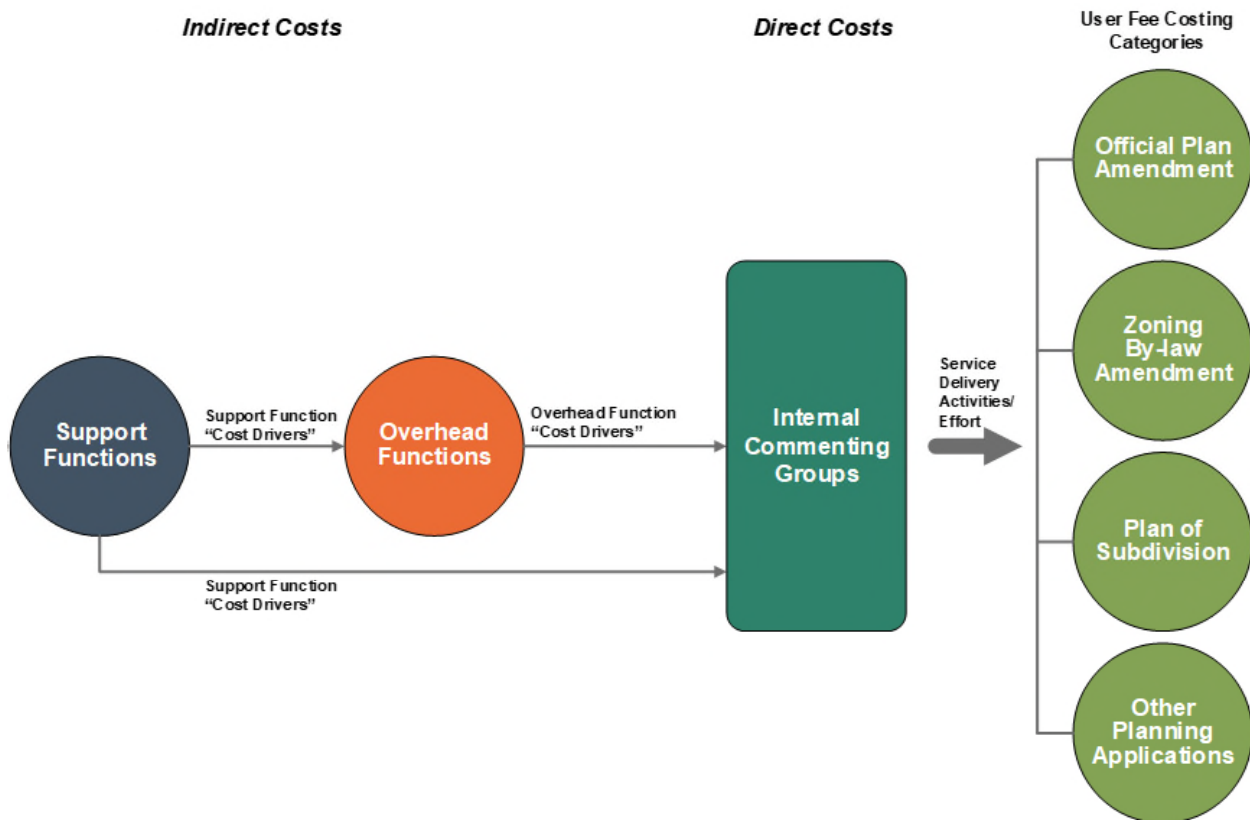 Indirect Costs
Direct Costs
User Fee Costing
Categories
Official Plan
Amendment
Zoning
By-law
Amendment
Service
Delivery
Activities/
Effort
Support Function
“Cost Drivers”
Overhead Function
“Cost Drivers”
Support
Functions
Overhead
Functions
Internal
Commenting
Groups
Plan of
Subdivision
Support Function
“Cost Drivers”
Other
Planning
Applications